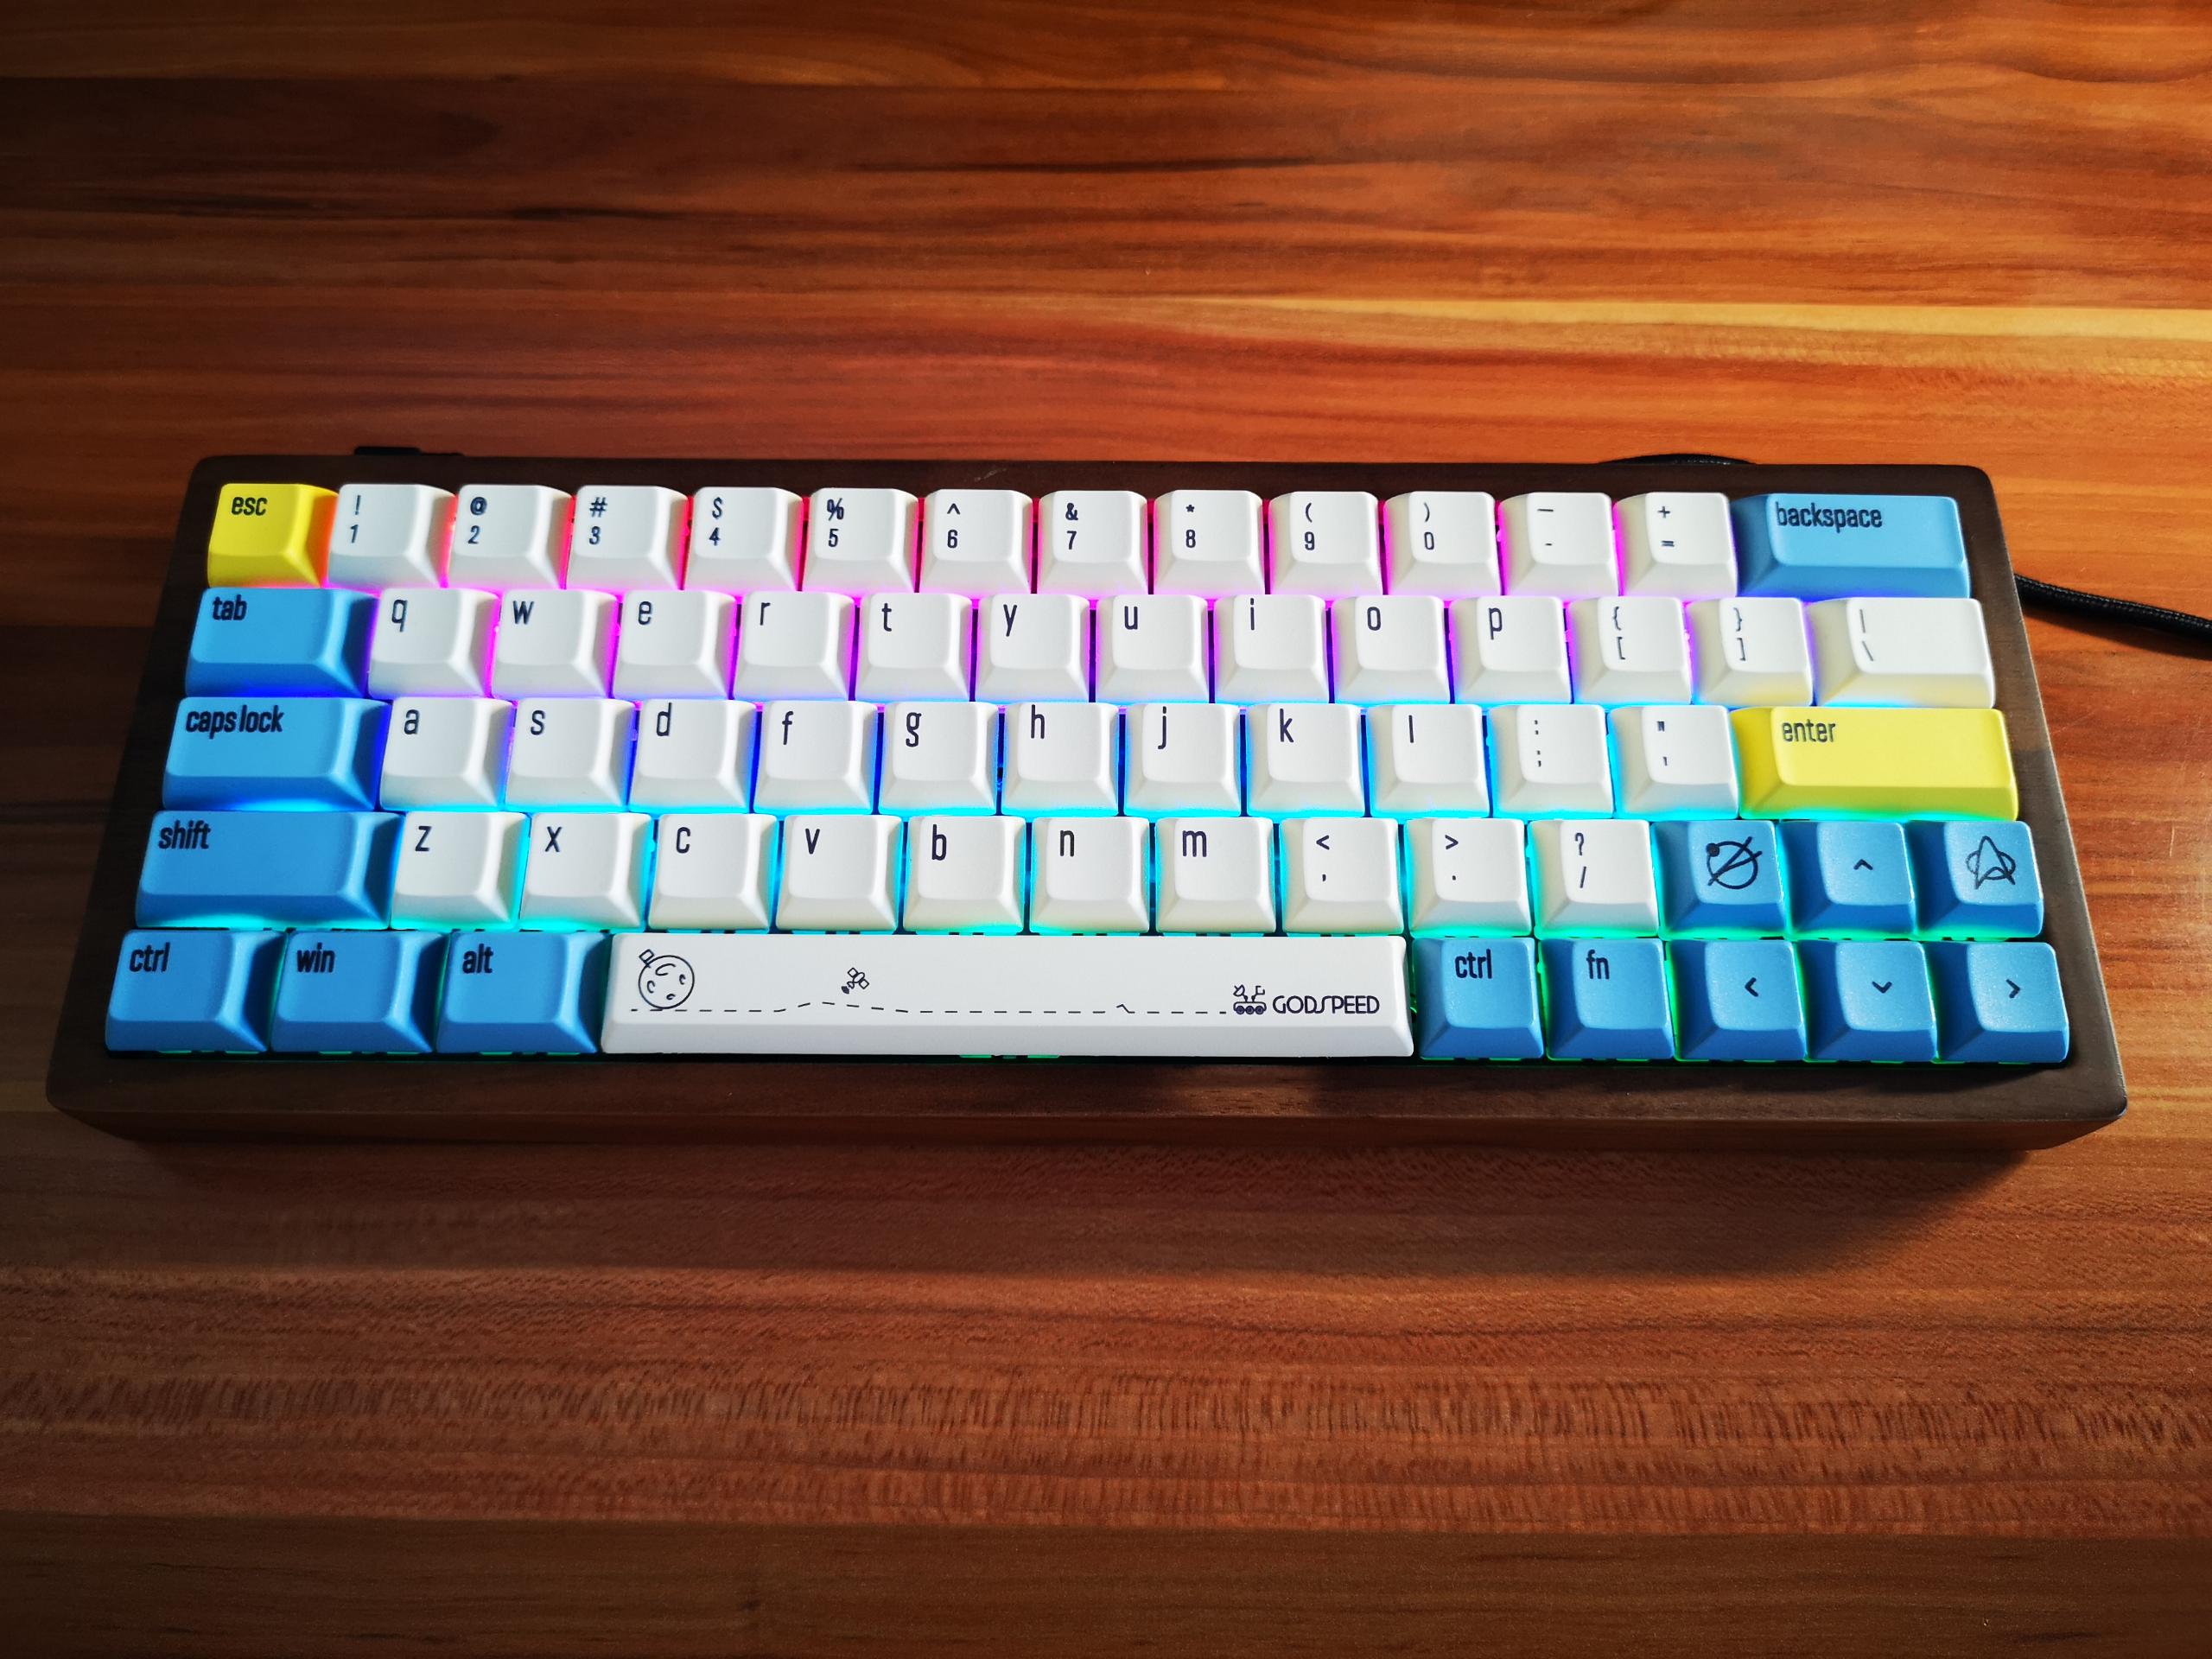 esc ! @ # $ % ^ & * ( ) — + backspace
1 2 3 4 5 6 7 8 9 0 - =
tab q w e r t y u i o p { } |
[ ] \
caps lock a s d f g h j k l : " enter
; '
shift z x c v b n m < > ? ^
, . /
ctrl win alt GODSPEED ctrl fn < ⌄ >